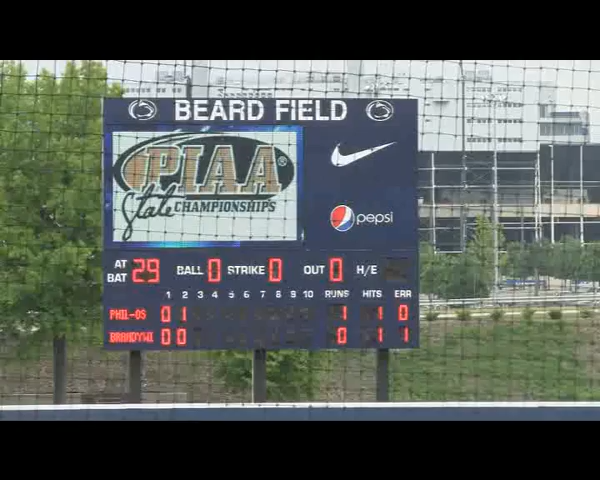 BEARD FIELD
PIAA®
State CHAMPIONSHIPS
pepsi
AT BAT 29 BALL 0 STRIKE 0 OUT 0 H/E
1 2 3 4 5 6 7 8 9 10 RUNS HITS ERR
PHIL-OS 0 1 1 1 0
BRANDYWI 0 0 0 1 1